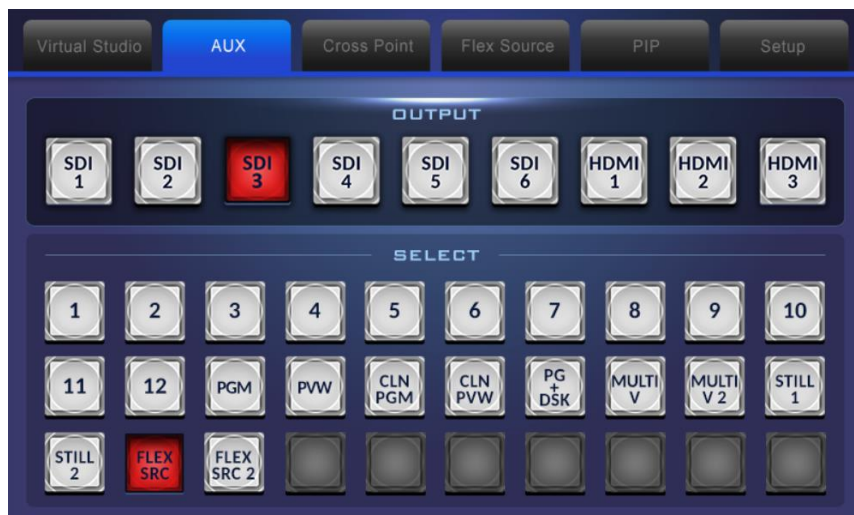 Virtual Studio AUX Cross Point Flex Source PIP Setup
OUTPUT
SDI 1 SDI 2 SDI 3 SDI 4 SDI 5 SDI 6 HDMI 1 HDMI 2 HDMI 3
SELECT
1 2 3 4 5 6 7 8 9 10
11 12 PGM PVW CLN PGM CLN PVW PG + DSK MULTI V MULTI V 2 STILL 1
STILL 2 FLEX SRC FLEX SRC 2